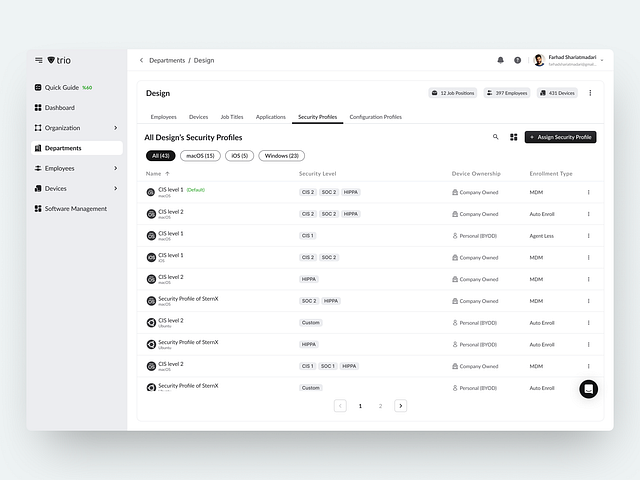 trio
Quick Guide %60
Dashboard
Organization
Departments
Employees
Devices
Software Management
Departments / Design
Farhad Shariatmadari
Design
12 Job Positions
397 Employees
431 Devices
Employees Devices Job Titles Applications Security Profiles Configuration Profiles
All Design's Security Profiles
Assign Security Profile
All (43) macOS (15) iOS (5) Windows (23)
Name Security Level Device Ownership Enrollment Type
CIS level 1 (Default) CIS 2 SOC 2 HIPPA Company Owned MDM
macOS
CIS level 2 CIS 2 SOC 2 HIPPA Company Owned Auto Enroll
macOS
CIS level 1 CIS 1 Personal (BYOD) Agent Less
macOS
CIS level 1 CIS 2 SOC 2 Company Owned MDM
iOS
CIS level 2 HIPPA Company Owned MDM
macOS
Security Profile of SternX SOC 2 HIPPA Company Owned MDM
macOS
CIS level 2 Custom Personal (BYOD) Auto Enroll
Ubuntu
Security Profile of SternX HIPPA Personal (BYOD) Auto Enroll
Ubuntu
CIS level 2 CIS 1 SOC 1 HIPPA Company Owned MDM
macOS
Security Profile of SternX Custom Personal (BYOD) Auto Enroll
1 2